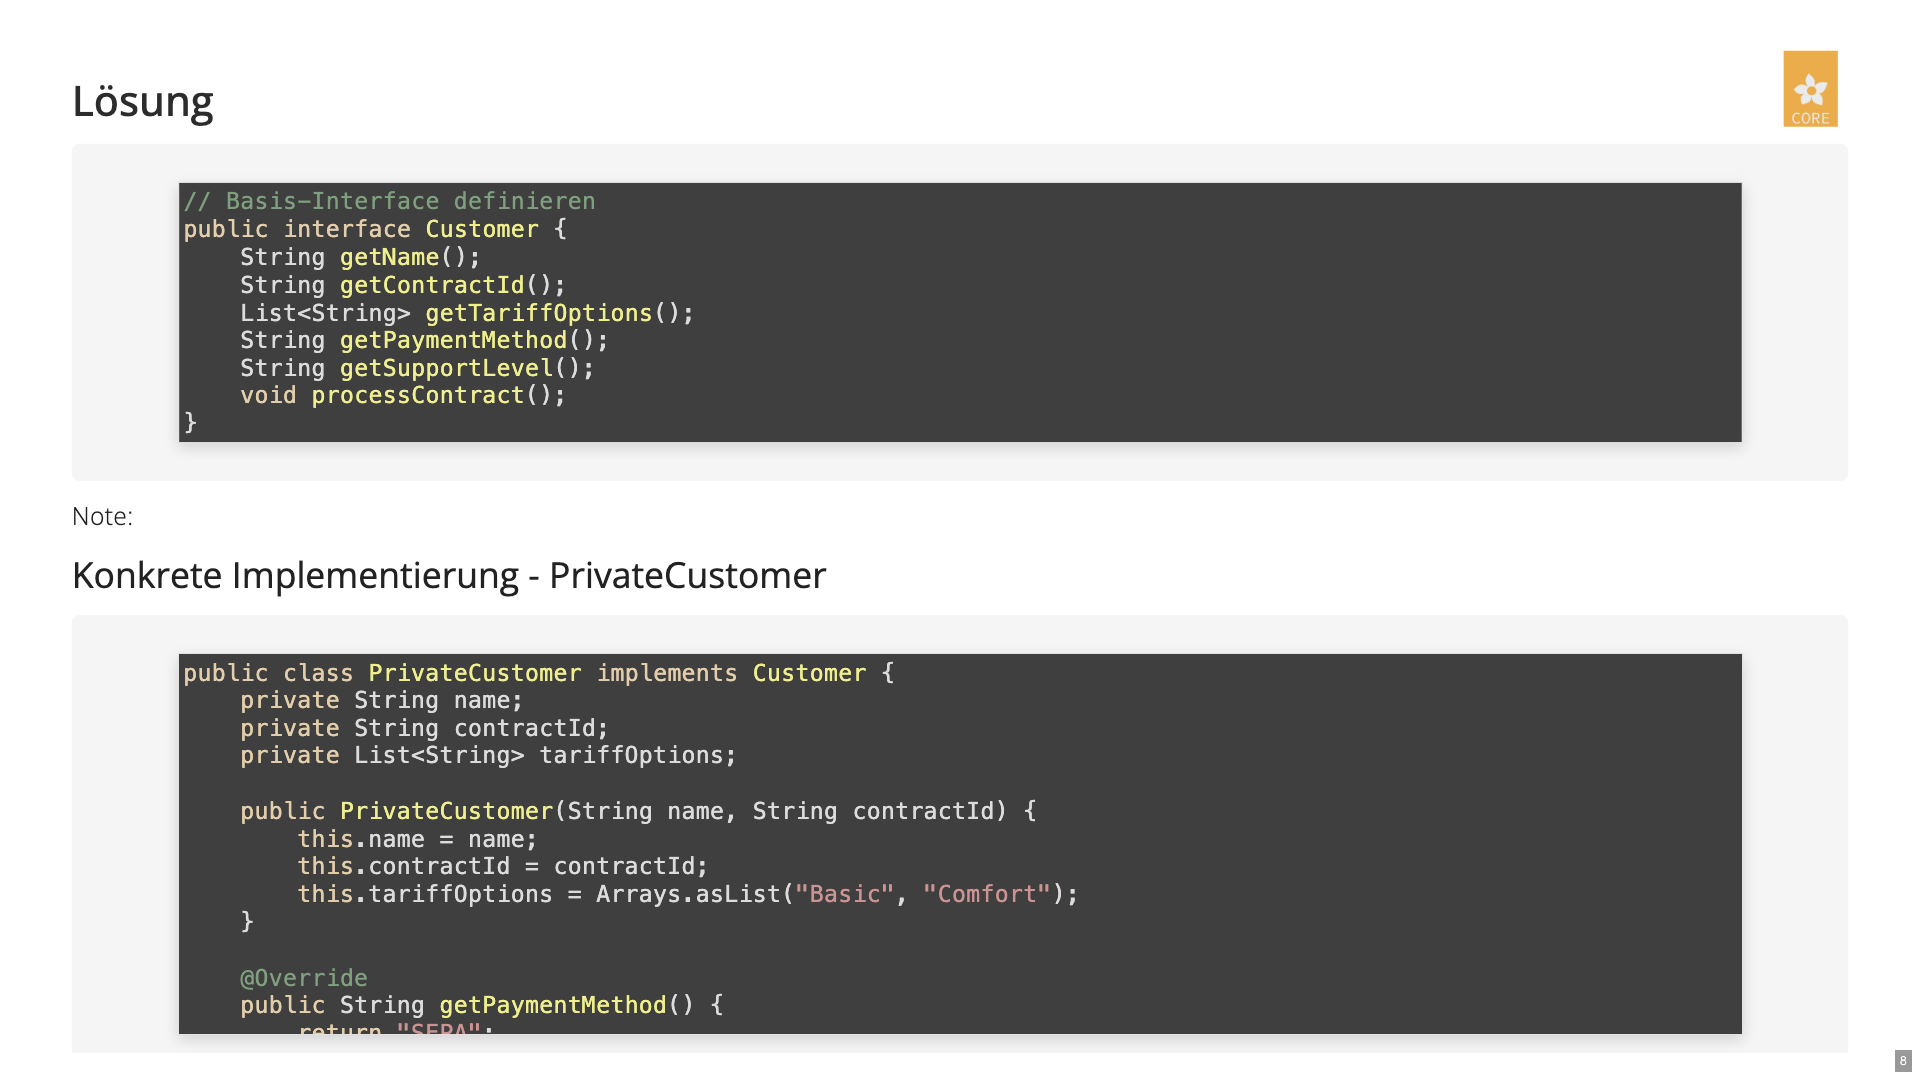 Lösung
CORE
// Basis-Interface definieren
public interface Customer {
    String getName();
    String getContractId();
    List<String> getTariffOptions();
    String getPaymentMethod();
    String getSupportLevel();
    void processContract();
}
Note:
Konkrete Implementierung - PrivateCustomer
public class PrivateCustomer implements Customer {
    private String name;
    private String contractId;
    private List<String> tariffOptions;

    public PrivateCustomer(String name, String contractId) {
        this.name = name;
        this.contractId = contractId;
        this.tariffOptions = Arrays.asList("Basic", "Comfort");
    }

    @Override
    public String getPaymentMethod() {
        return "SEPA";
8